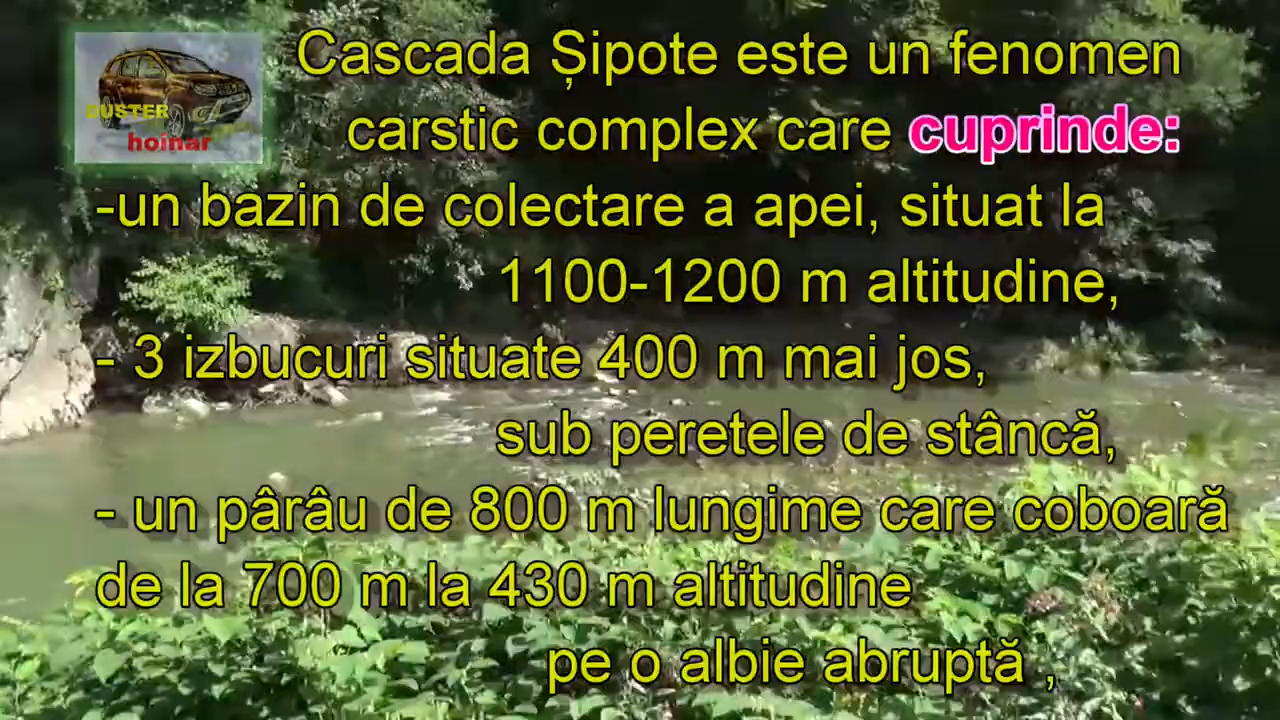 Cascada Șipote este un fenomen
carstic complex care cuprinde:
-un bazin de colectare a apei, situat la
1100-1200 m altitudine,
- 3 izbucuri situate 400 m mai jos,
sub peretele de stâncă,
- un pârâu de 800 m lungime care coboară
de la 700 m la 430 m altitudine
pe o albie abruptă ,
DUSTER
hoinar